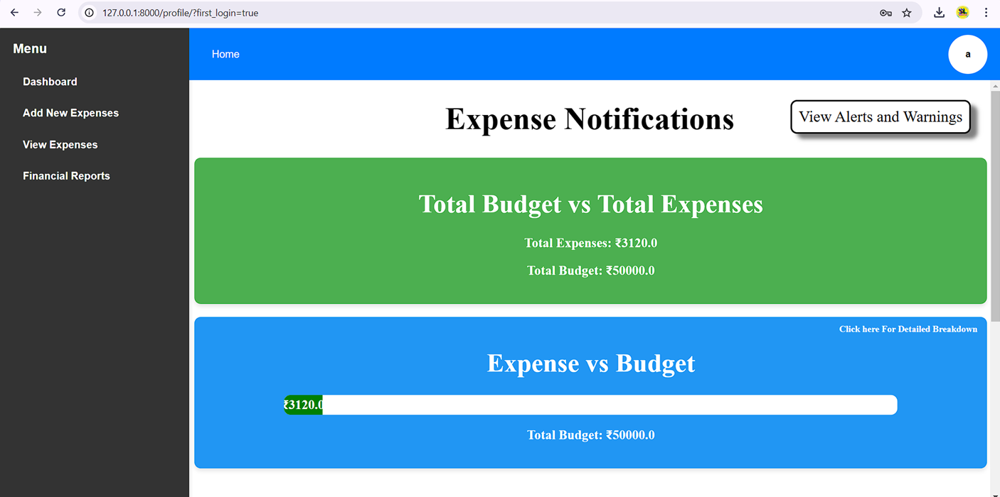 127.0.0.1:8000/profile/?first_login=true
Menu
Dashboard
Add New Expenses
View Expenses
Financial Reports
Home
a
Expense Notifications
View Alerts and Warnings
Total Budget vs Total Expenses
Total Expenses: ₹3120.0
Total Budget: ₹50000.0
Click here For Detailed Breakdown
Expense vs Budget
₹3120.0
Total Budget: ₹50000.0